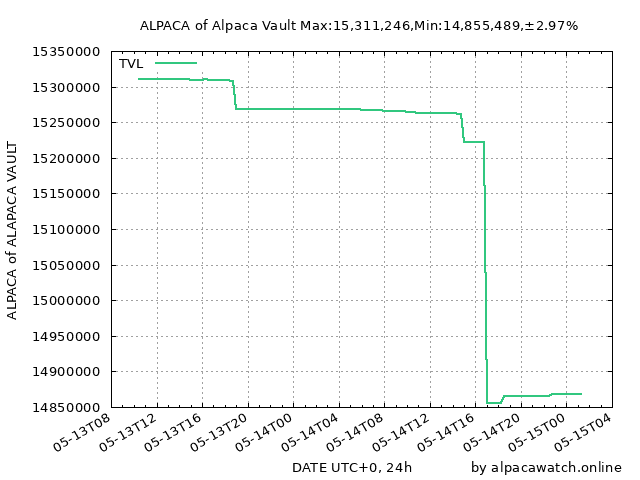 ALPACA of Alpaca Vault Max:15,311,246,Min:14,855,489,±2.97%
TVL
15350000
15300000
15250000
15200000
15150000
15100000
15050000
15000000
14950000
14900000
14850000
ALPACA of ALAPACA VAULT
05-13T08
05-13T12
05-13T16
05-13T20
05-14T00
05-14T04
05-14T08
05-14T12
05-14T16
05-14T20
05-15T00
05-15T04
DATE UTC+0, 24h
by alpacawatch.online